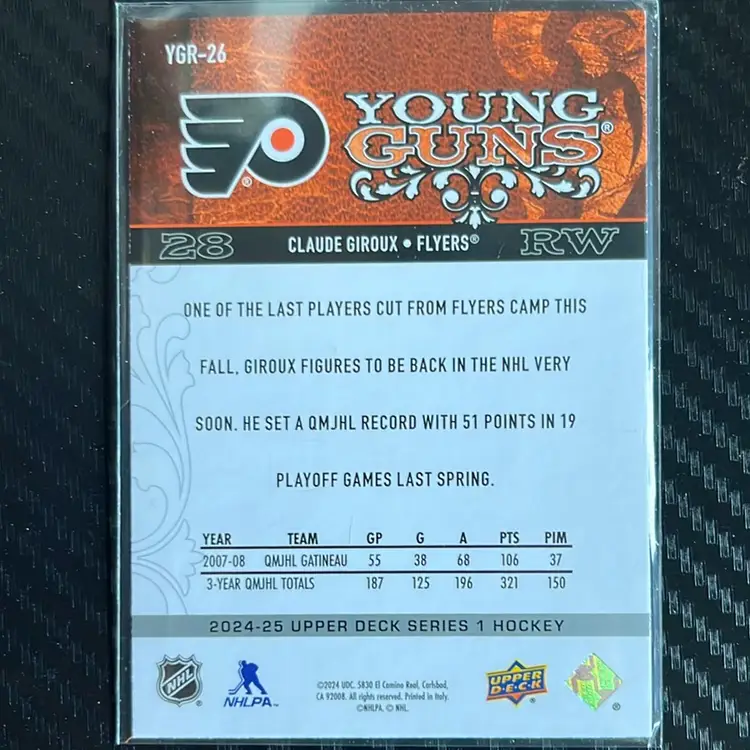 YGR-26
YOUNG
GUNS®
®
28 CLAUDE GIROUX • FLYERS® RW
ONE OF THE LAST PLAYERS CUT FROM FLYERS CAMP THIS
FALL, GIROUX FIGURES TO BE BACK IN THE NHL VERY
SOON. HE SET A QMJHL RECORD WITH 51 POINTS IN 19
PLAYOFF GAMES LAST SPRING.
YEAR TEAM GP G A PTS PIM
2007-08 QMJHL GATINEAU 55 38 68 106 37
3-YEAR QMJHL TOTALS 187 125 196 321 150
2024-25 UPPER DECK SERIES 1 HOCKEY
NHL
NHLPA
©2024 UDC. 5830 El Camino Real, Carlsbad,
CA 92008. All rights reserved. Printed in Italy.
©NHLPA. © NHL.
UPPER
D•E•C•K
®